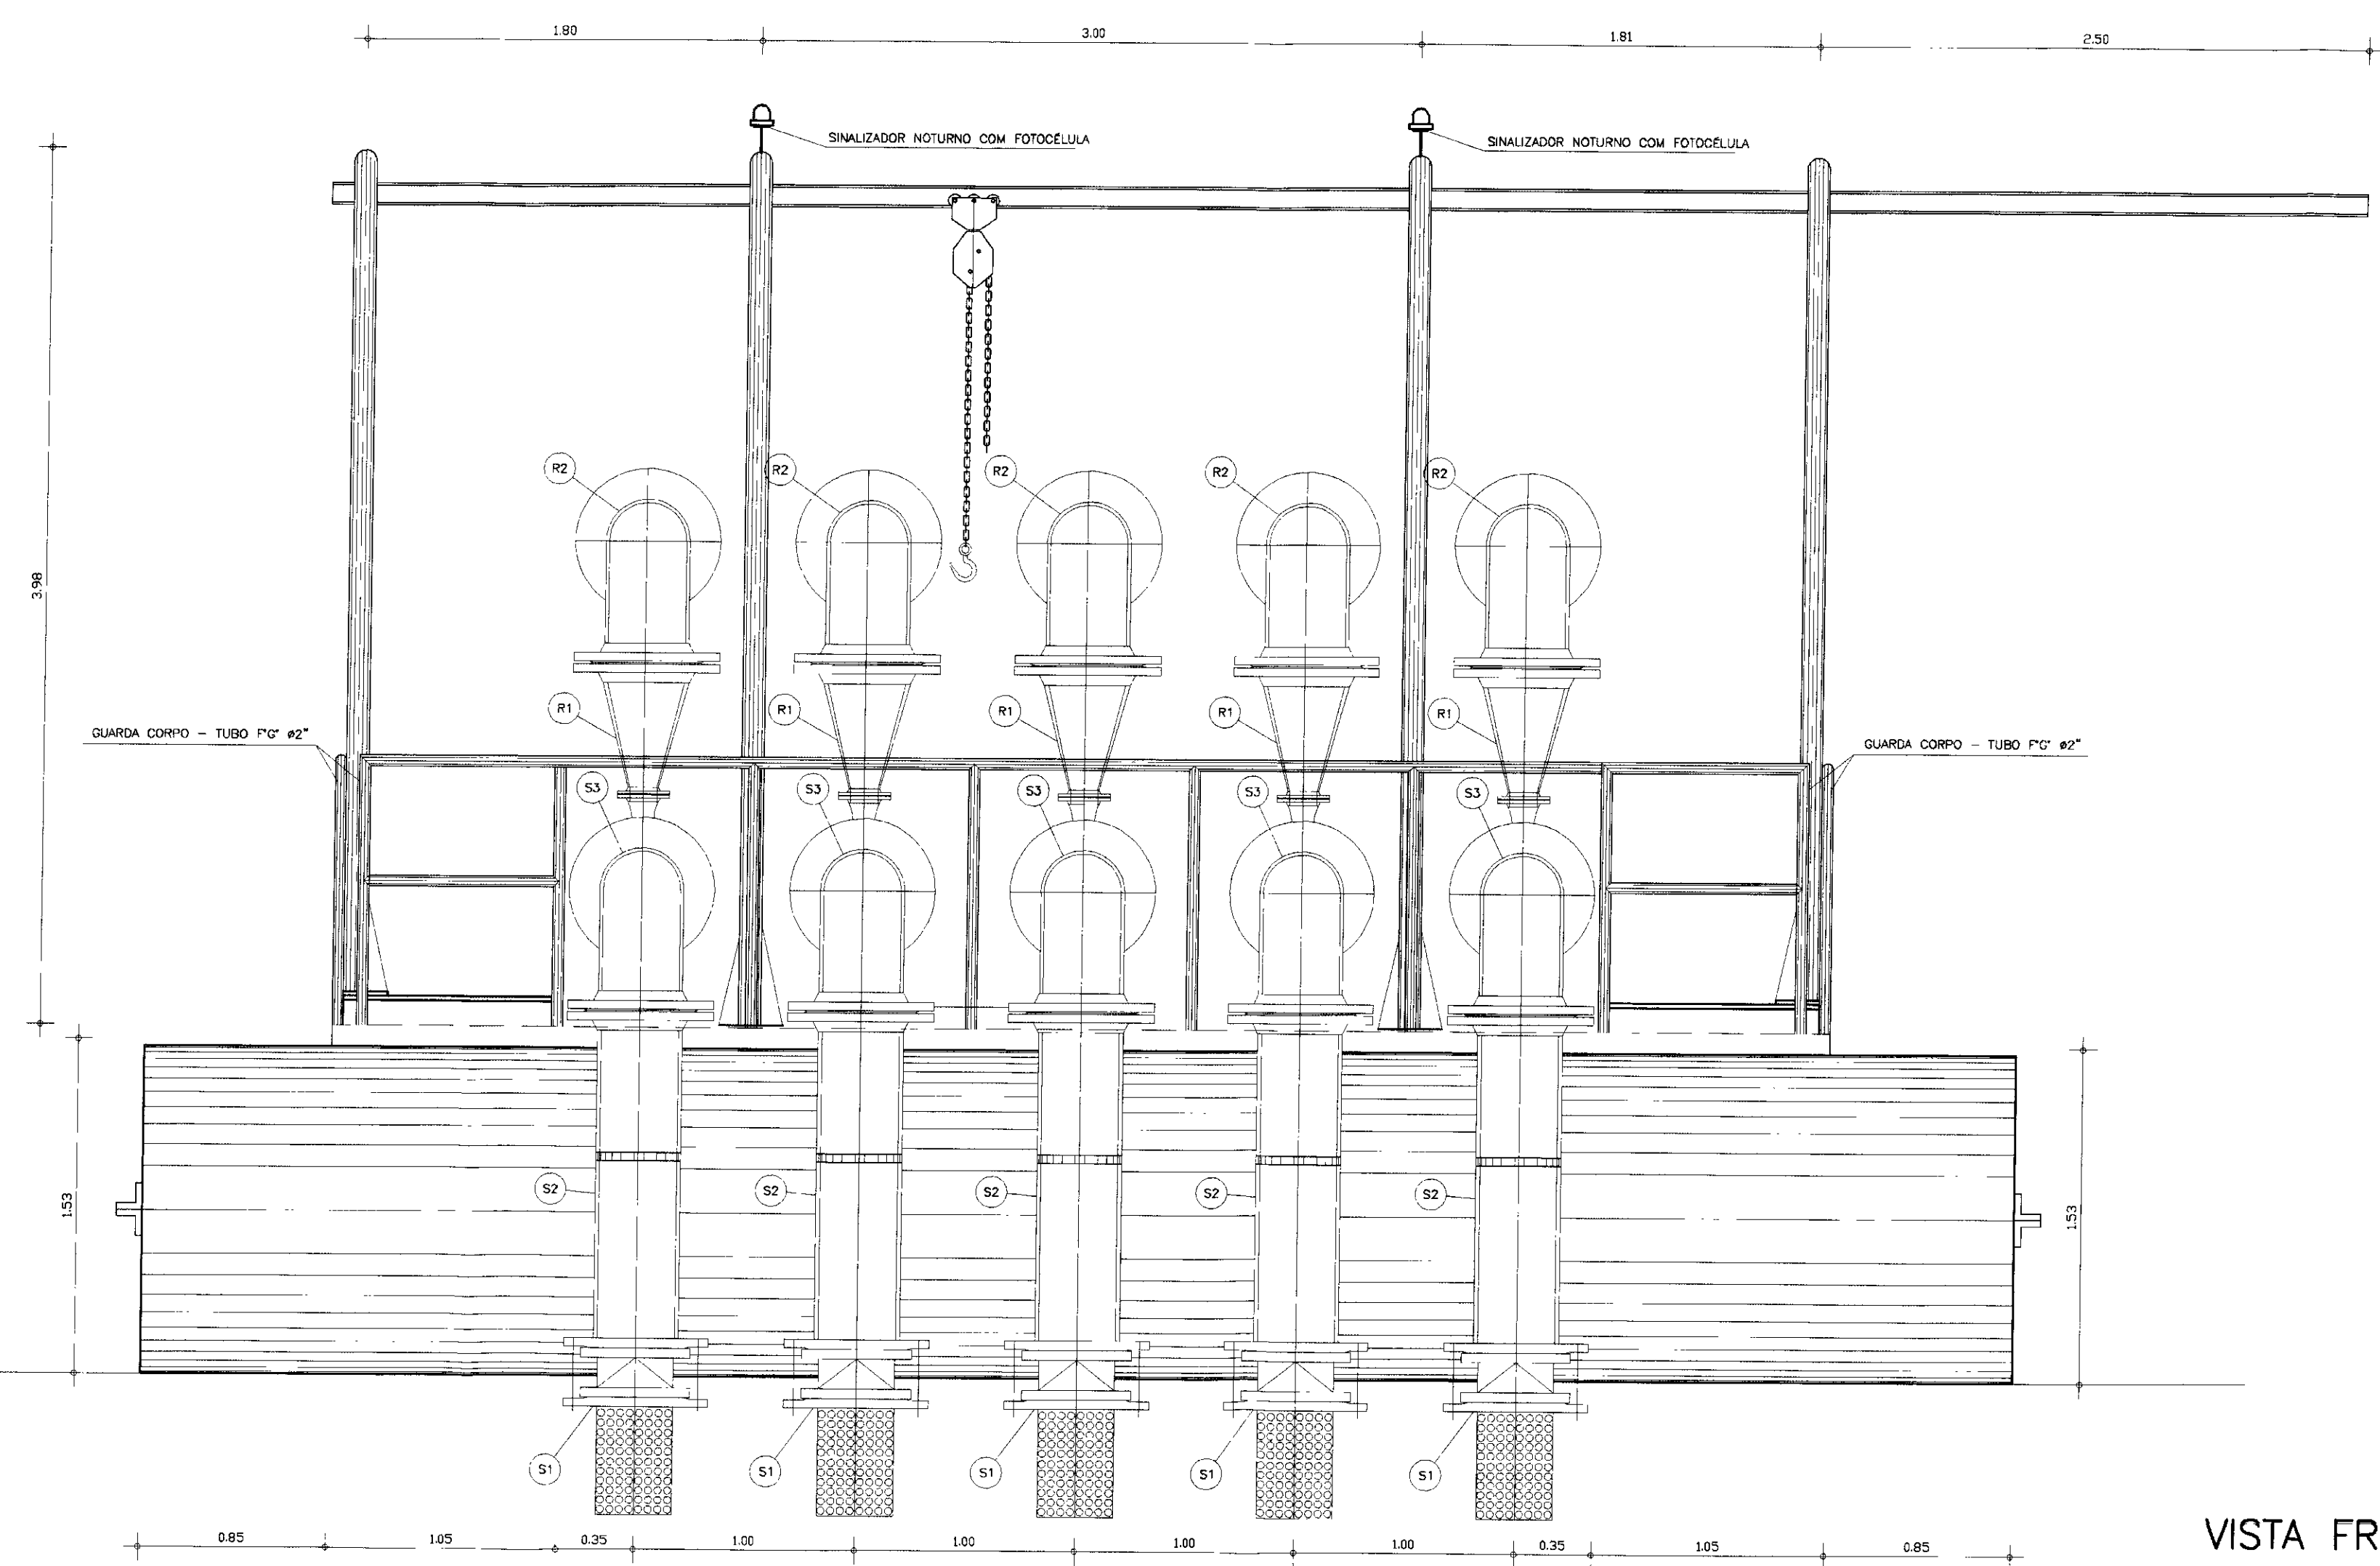 1.80
3.00
1.81
2.50
SINALIZADOR NOTURNO COM FOTOCÉLULA
SINALIZADOR NOTURNO COM FOTOCÉLULA
R2
R2
R2
R2
R2
3.98
R1
R1
R1
R1
R1
GUARDA CORPO – TUBO F°G° ø2"
GUARDA CORPO – TUBO F°G° ø2"
S3
S3
S3
S3
S3
1.53
S2
S2
S2
S2
S2
1.53
S1
S1
S1
S1
S1
VISTA FR
0.85
1.05
0.35
1.00
1.00
1.00
1.00
0.35
1.05
0.85